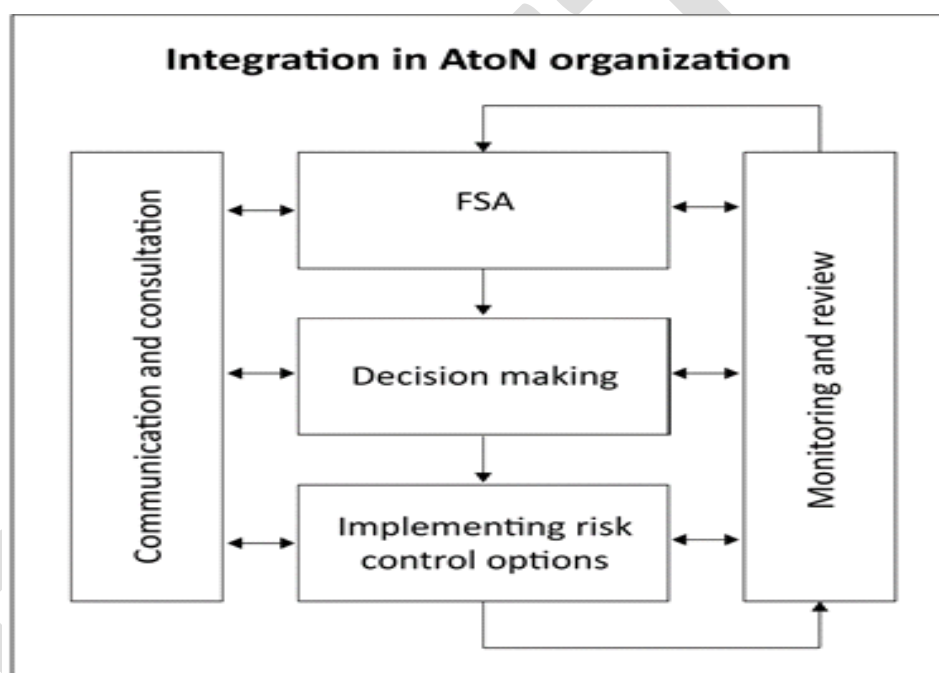 Integration in AtoN organization
Communication and consultation
FSA
Decision making
Implementing risk
control options
Monitoring and review